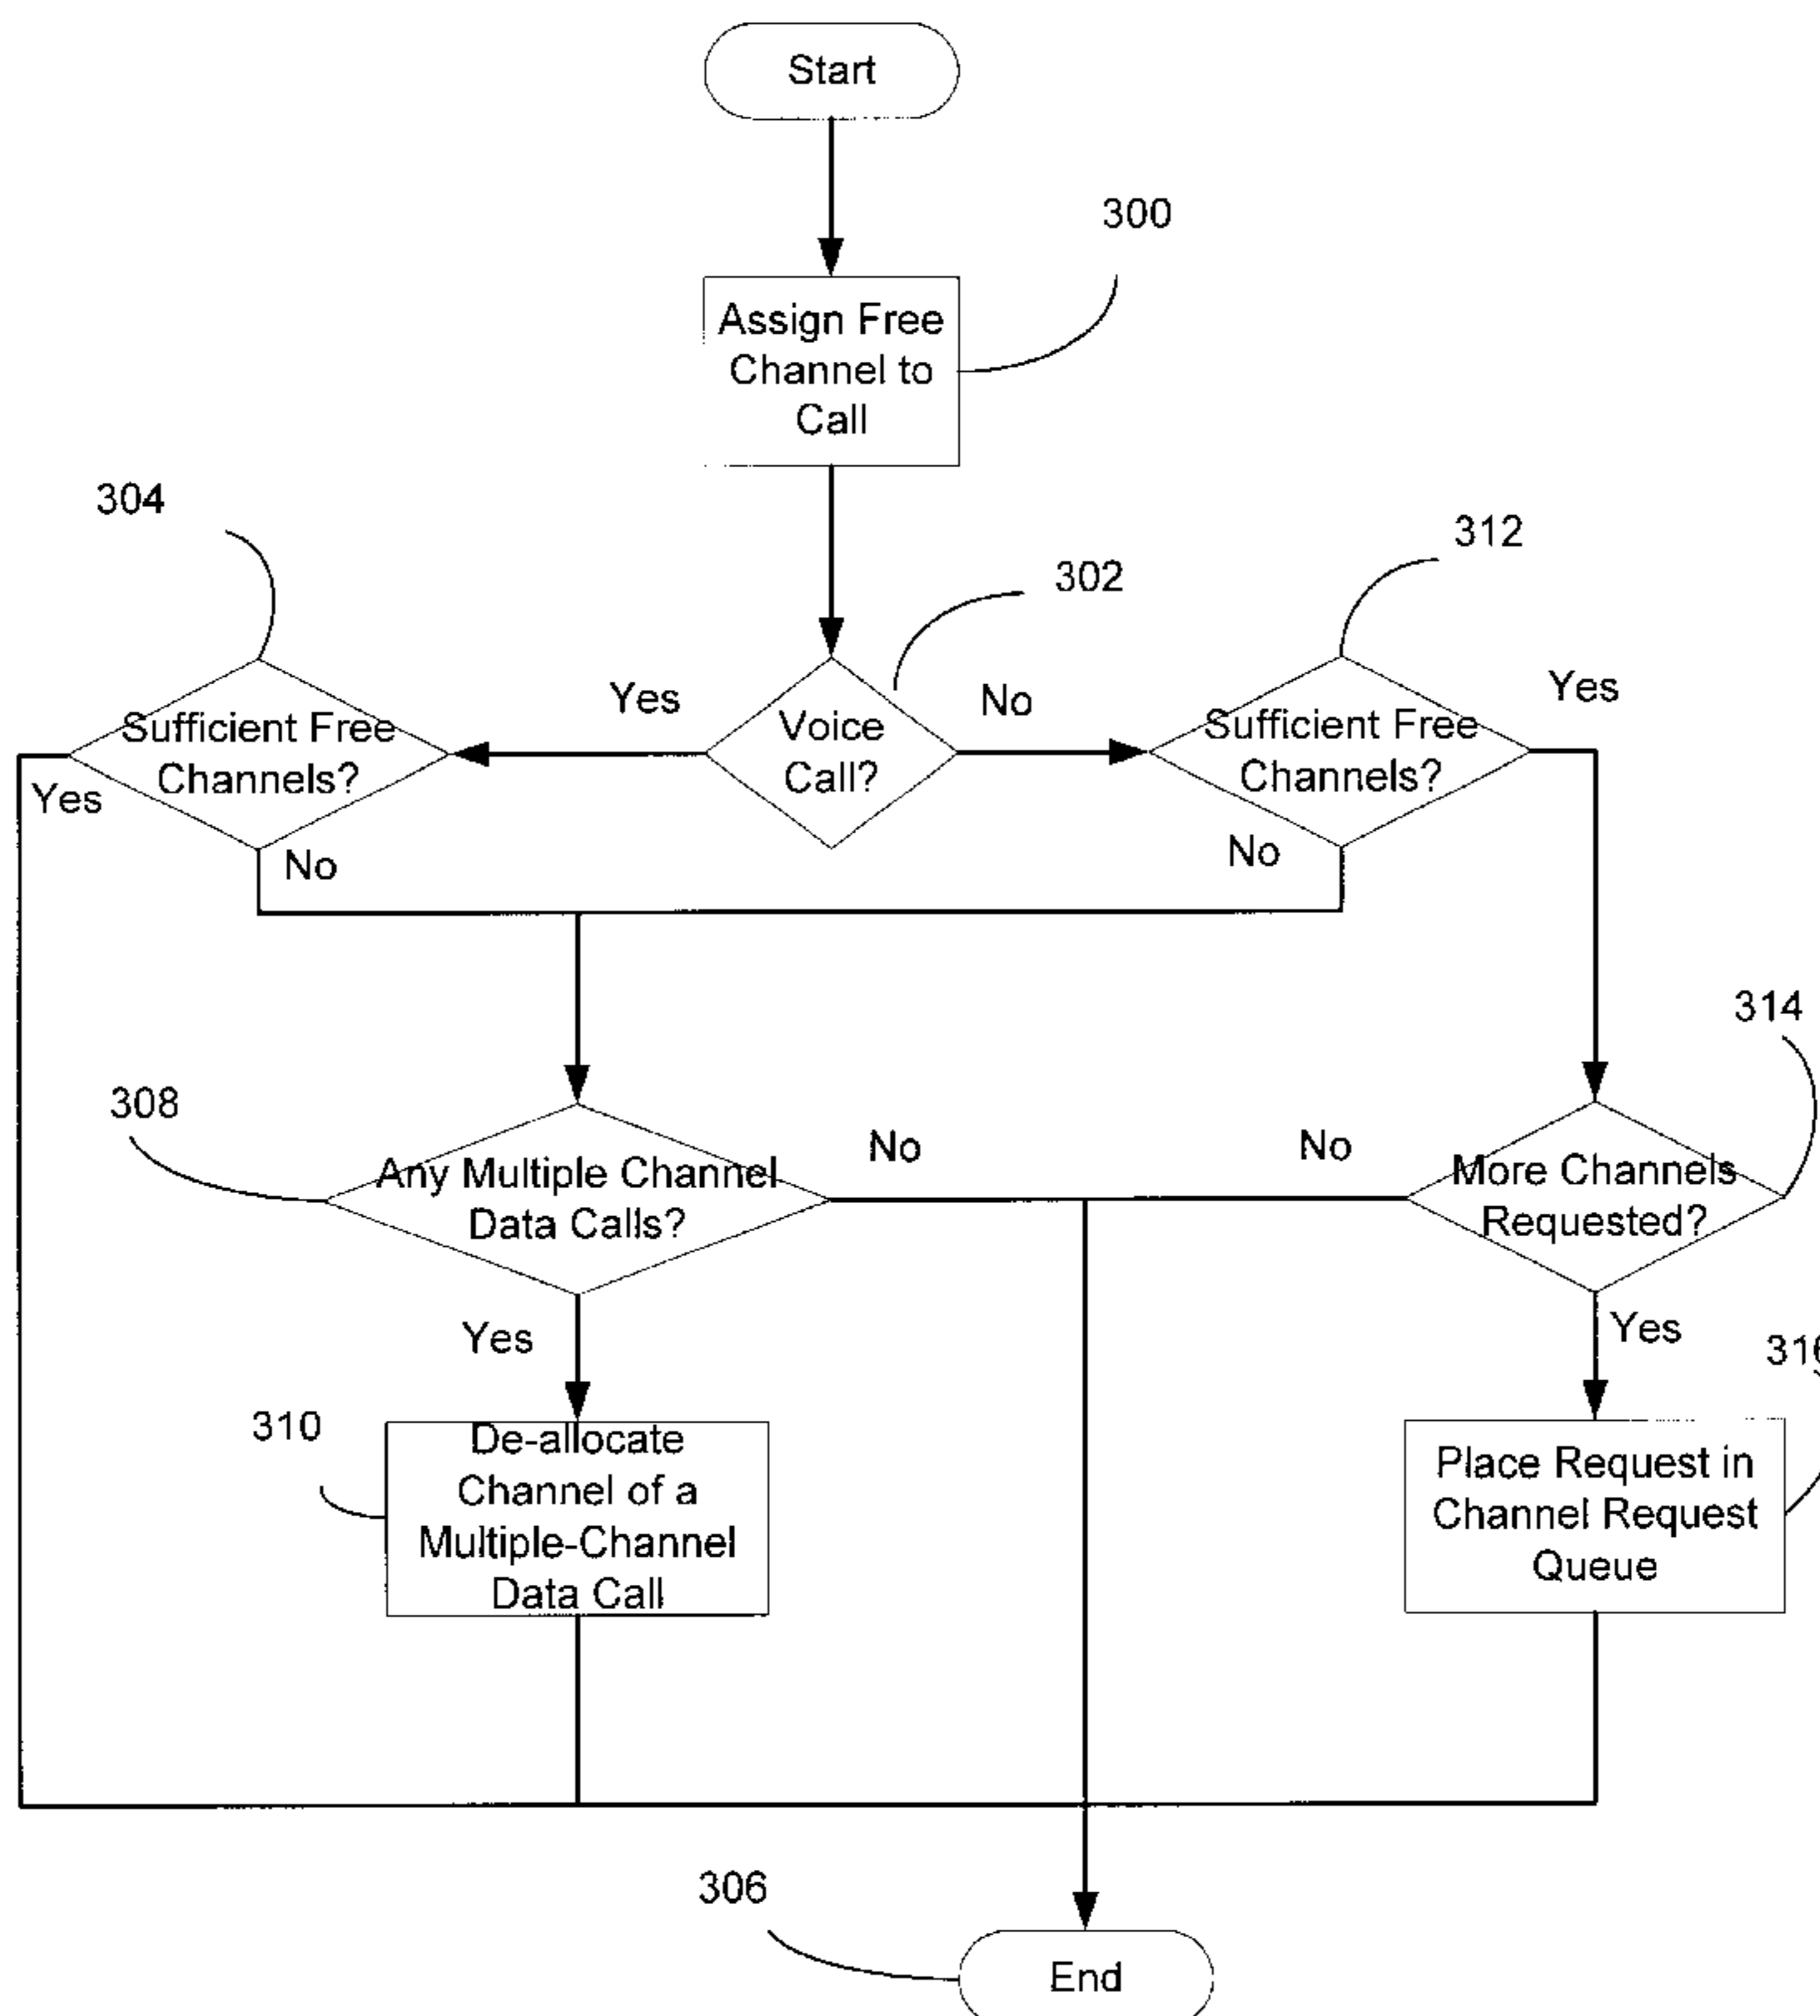 Start
300
Assign Free
Channel to
Call
304
312
302
Yes
No
Yes
Sufficient Free
Channels?
Voice
Call?
Sufficient Free
Channels?
Yes
No
No
314
308
No
No
Any Multiple Channel
Data Calls?
More Channels
Requested?
Yes
Yes
310
De-allocate
Channel of a
Multiple-Channel
Data Call
Place Request in
Channel Request
Queue
306
End